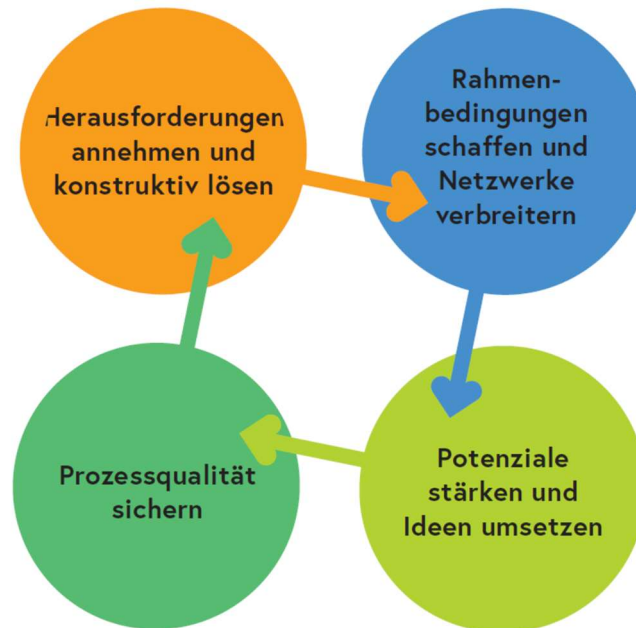 Herausforderungen
annehmen und
konstruktiv lösen
Rahmen-
bedingungen
schaffen und
Netzwerke
verbreitern
Potenziale
stärken und
Ideen umsetzen
Prozessqualität
sichern